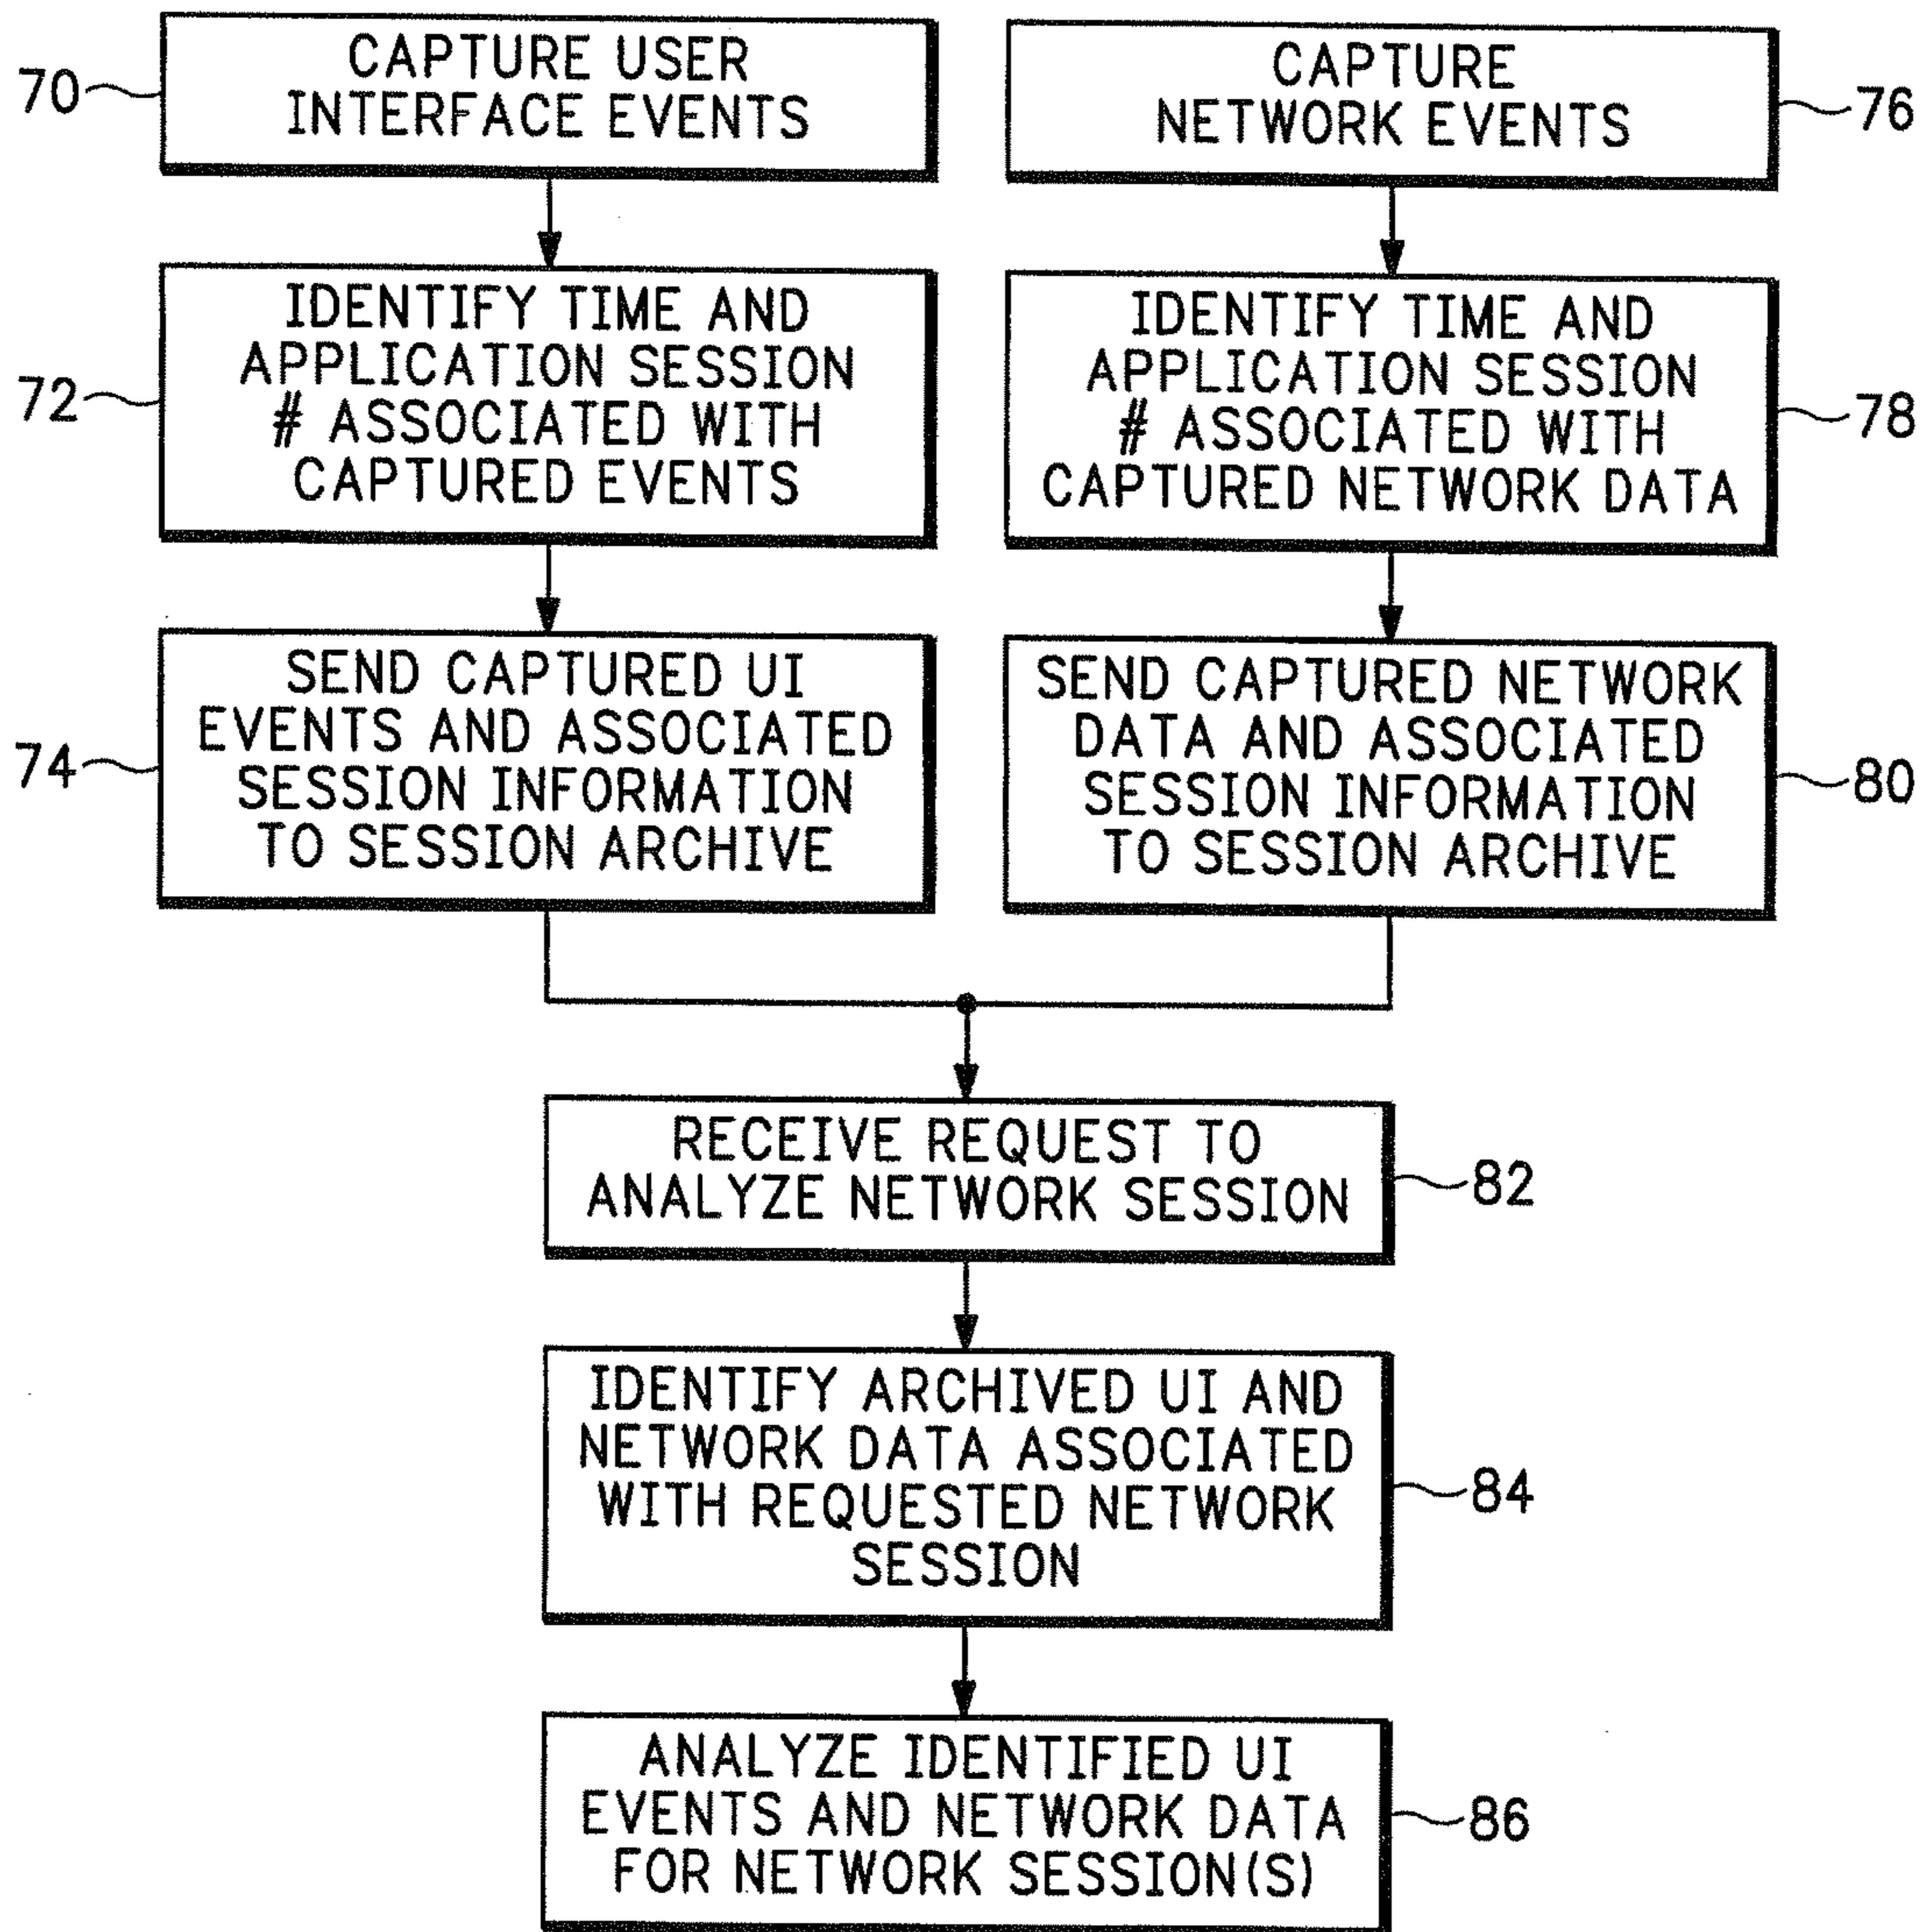 CAPTURE USER
INTERFACE EVENTS
70
CAPTURE
NETWORK EVENTS
76
IDENTIFY TIME AND
APPLICATION SESSION
# ASSOCIATED WITH
CAPTURED EVENTS
72
IDENTIFY TIME AND
APPLICATION SESSION
# ASSOCIATED WITH
CAPTURED NETWORK DATA
78
SEND CAPTURED UI
EVENTS AND ASSOCIATED
SESSION INFORMATION
TO SESSION ARCHIVE
74
SEND CAPTURED NETWORK
DATA AND ASSOCIATED
SESSION INFORMATION
TO SESSION ARCHIVE
80
RECEIVE REQUEST TO
ANALYZE NETWORK SESSION
82
IDENTIFY ARCHIVED UI AND
NETWORK DATA ASSOCIATED
WITH REQUESTED NETWORK
SESSION
84
ANALYZE IDENTIFIED UI
EVENTS AND NETWORK DATA
FOR NETWORK SESSION(S)
86